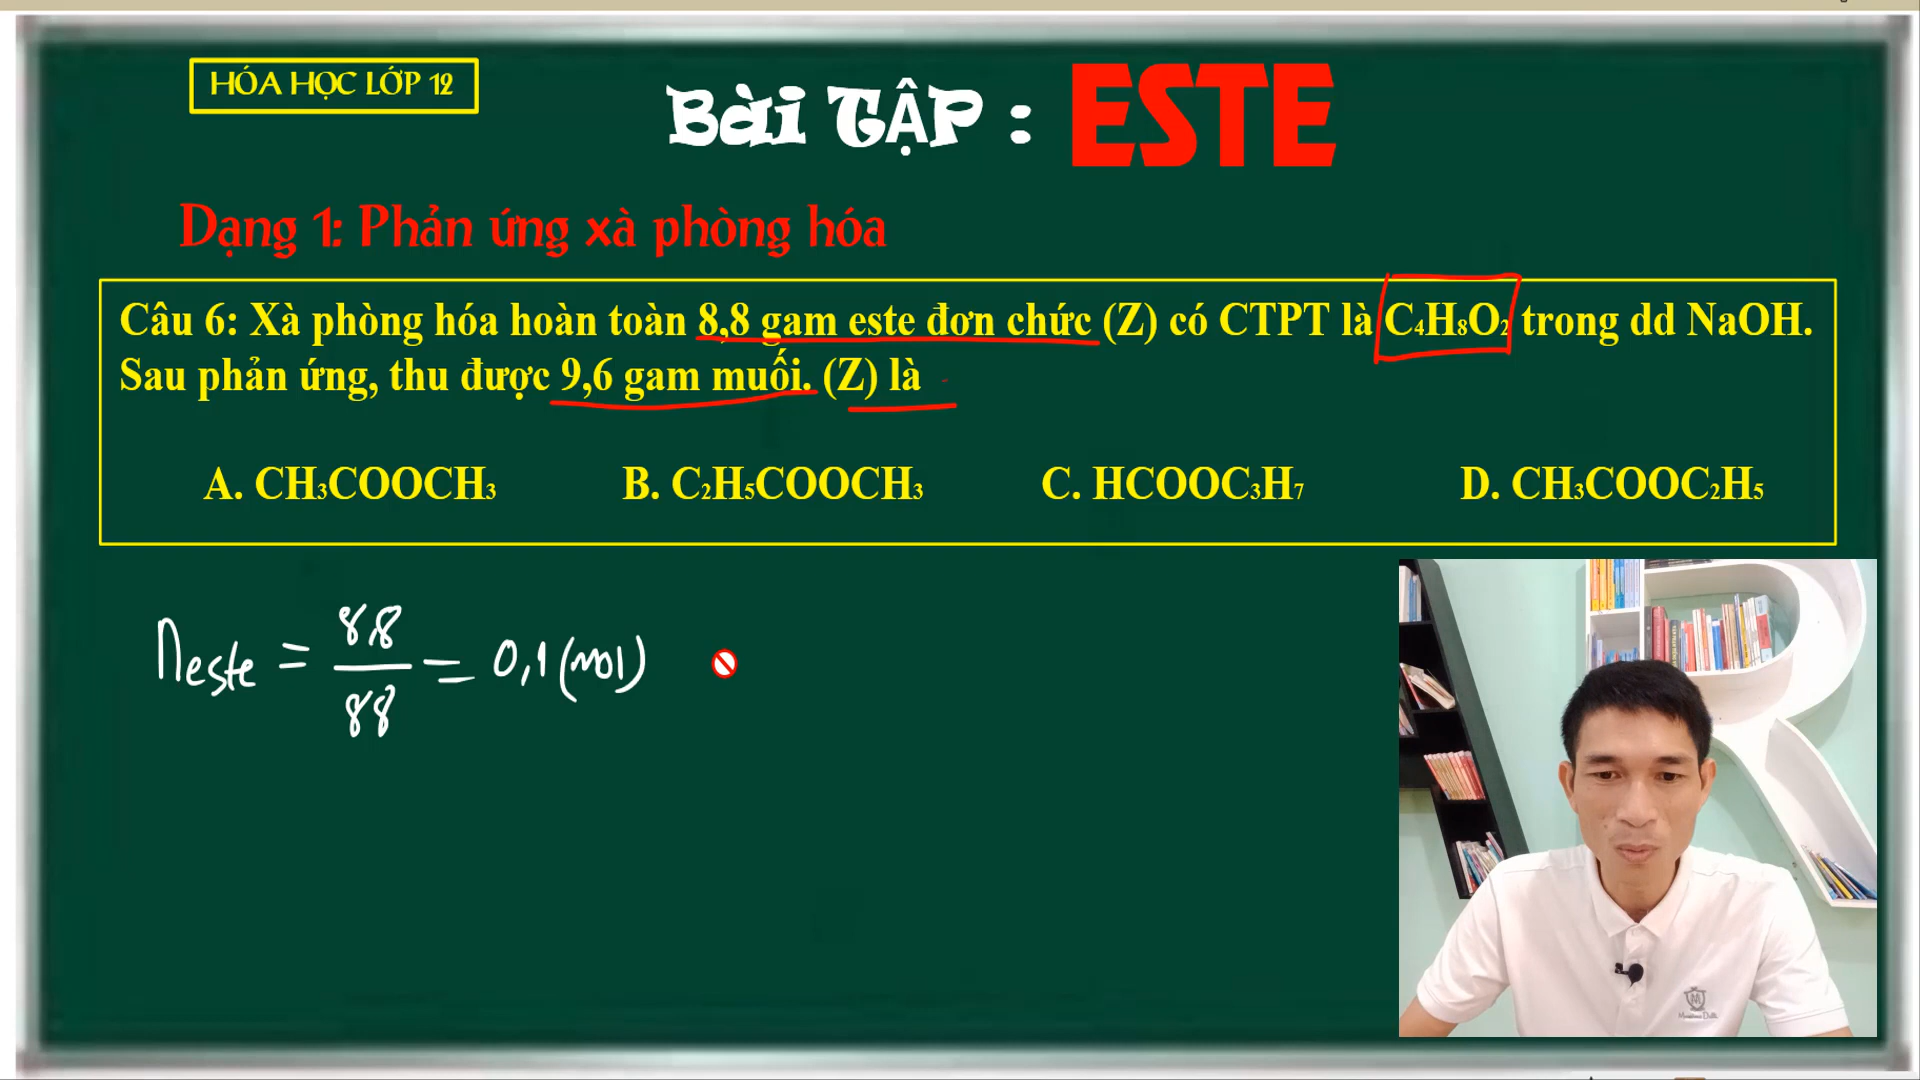 HÓA HỌC LỚP 12
Bài TẬP : ESTE
Dạng 1: Phản ứng xà phòng hóa
Câu 6: Xà phòng hóa hoàn toàn 8,8 gam este đơn chức (Z) có CTPT là C₄H₈O₂ trong dd NaOH.
Sau phản ứng, thu được 9,6 gam muối. (Z) là
A. CH₃COOCH₃ B. C₂H₅COOCH₃ C. HCOOC₃H₇ D. CH₃COOC₂H₅
n este = 8,8 / 88 = 0,1 (mol)